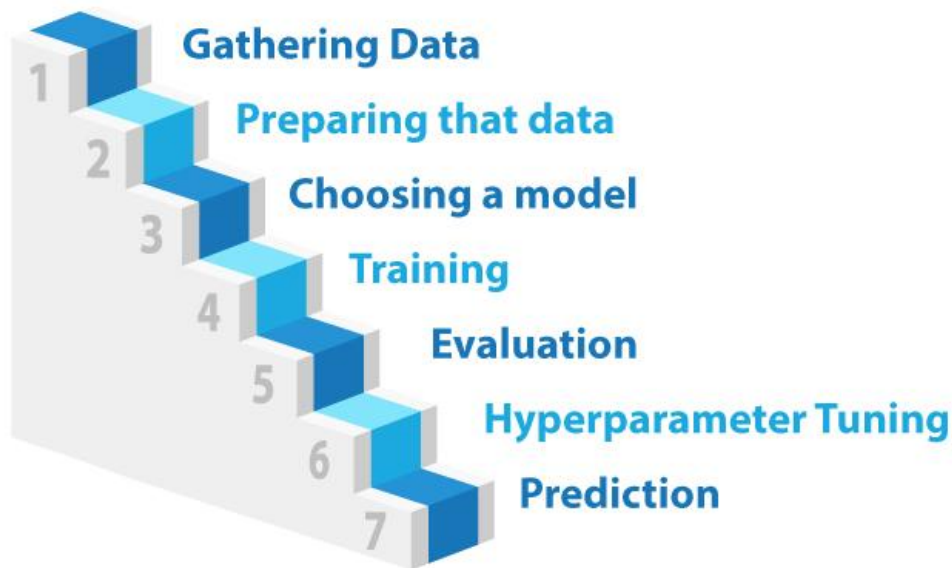 1 Gathering Data
2 Preparing that data
3 Choosing a model
4 Training
5 Evaluation
6 Hyperparameter Tuning
7 Prediction